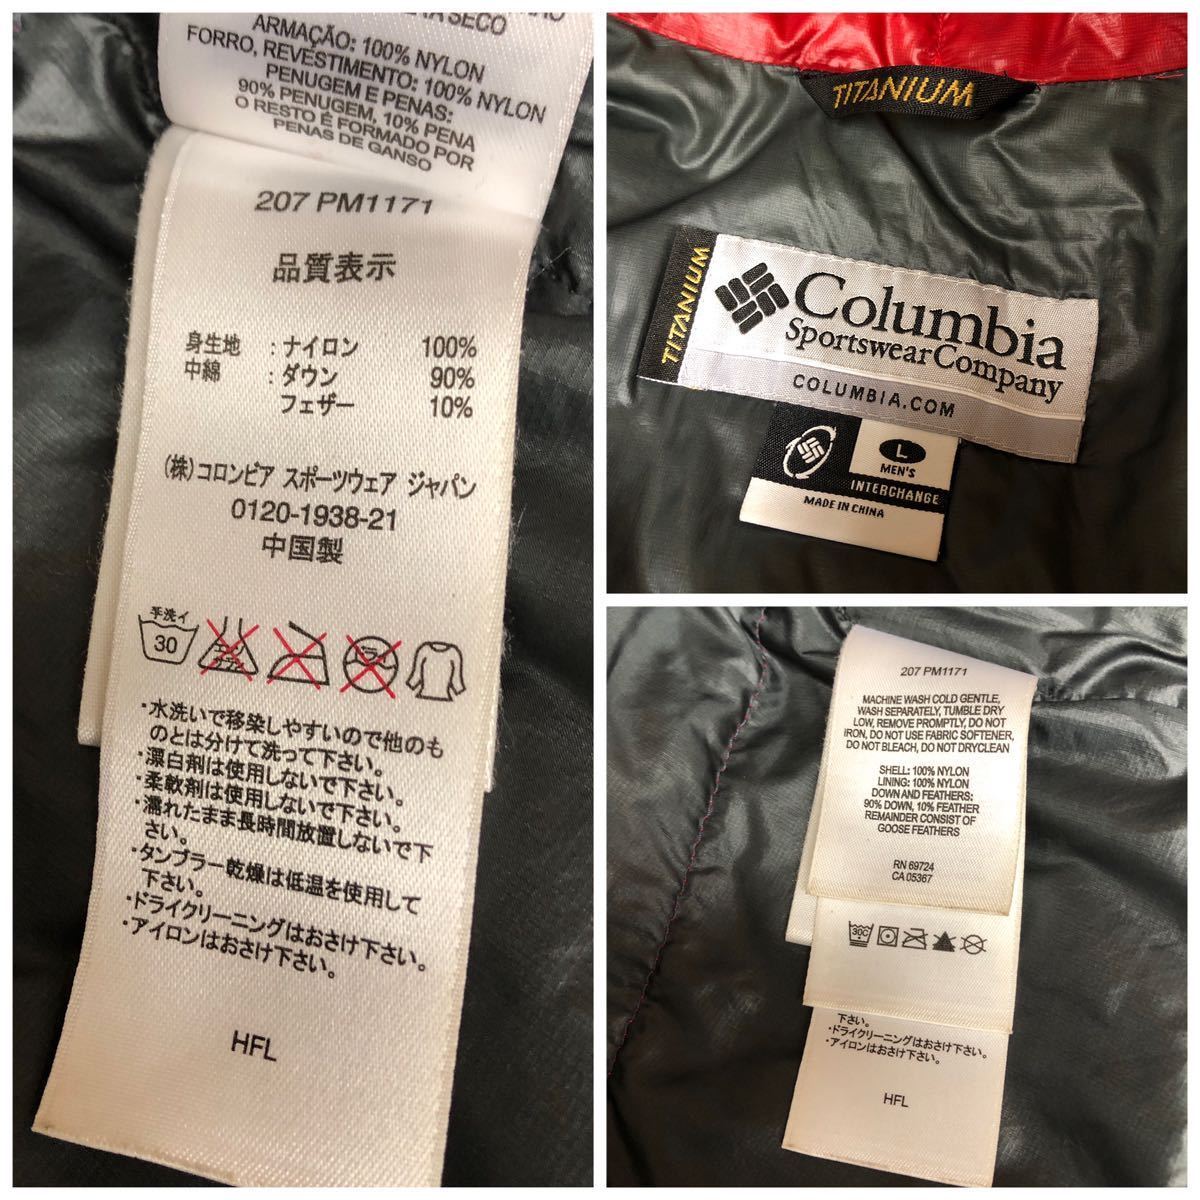 RA SECO
ARMAÇÃO: 100% NYLON
FORRO, REVESTIMENTO: 100% NYLON
PENUGEM E PENAS:
90% PENUGEM, 10% PENA
O RESTO É FORMADO POR
PENAS DE GANSO
207 PM1171
品質表示
身生地 : ナイロン 100%
中綿 : ダウン 90%
フェザー 10%
(株)コロンビア スポーツウェア ジャパン
0120-1938-21
中国製
手洗イ
30
・水洗いで移染しやすいので他のも
のとは分けて洗って下さい。
・漂白剤は使用しないで下さい。
・柔軟剤は使用しないで下さい。
・濡れたまま長時間放置しないで下
さい。
・タンブラー乾燥は低温を使用して
下さい。
・ドライクリーニングはおさけ下さい。
・アイロンはおさけ下さい。
HFL
TITANIUM
TITANIUM
Columbia
Sportswear Company
COLUMBIA.COM
L
MEN'S
INTERCHANGE
MADE IN CHINA
207 PM1171
MACHINE WASH COLD GENTLE,
WASH SEPARATELY, TUMBLE DRY
LOW, REMOVE PROMPTLY, DO NOT
IRON, DO NOT USE FABRIC SOFTENER,
DO NOT BLEACH, DO NOT DRYCLEAN
SHELL: 100% NYLON
LINING: 100% NYLON
DOWN AND FEATHERS:
90% DOWN, 10% FEATHER
REMAINDER CONSIST OF
GOOSE FEATHERS
RN 69724
CA 05367
30C
下さい。
・ドライクリーニングはおさけ下さい。
・アイロンはおさけ下さい。
HFL